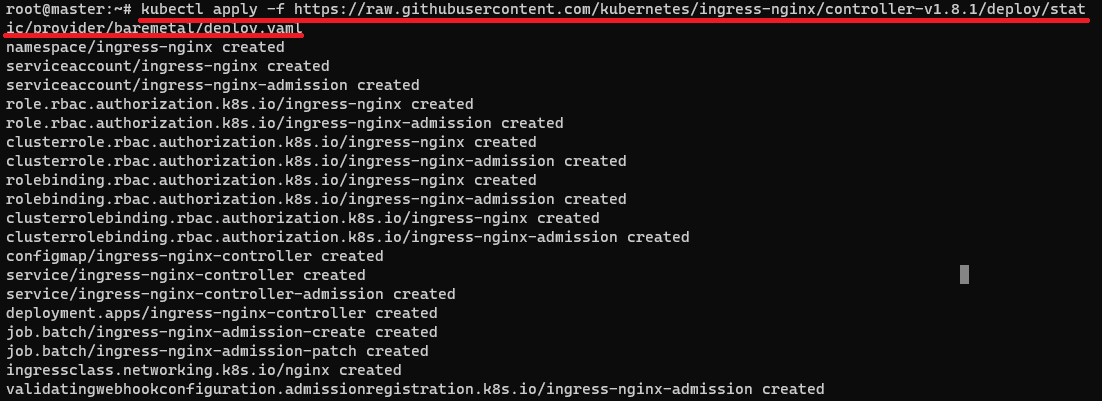 root@master:~# kubectl apply -f https://raw.githubusercontent.com/kubernetes/ingress-nginx/controller-v1.8.1/deploy/stat
ic/provider/baremetal/deploy.yaml
namespace/ingress-nginx created
serviceaccount/ingress-nginx created
serviceaccount/ingress-nginx-admission created
role.rbac.authorization.k8s.io/ingress-nginx created
role.rbac.authorization.k8s.io/ingress-nginx-admission created
clusterrole.rbac.authorization.k8s.io/ingress-nginx created
clusterrole.rbac.authorization.k8s.io/ingress-nginx-admission created
rolebinding.rbac.authorization.k8s.io/ingress-nginx created
rolebinding.rbac.authorization.k8s.io/ingress-nginx-admission created
clusterrolebinding.rbac.authorization.k8s.io/ingress-nginx created
clusterrolebinding.rbac.authorization.k8s.io/ingress-nginx-admission created
configmap/ingress-nginx-controller created
service/ingress-nginx-controller created
service/ingress-nginx-controller-admission created
deployment.apps/ingress-nginx-controller created
job.batch/ingress-nginx-admission-create created
job.batch/ingress-nginx-admission-patch created
ingressclass.networking.k8s.io/nginx created
validatingwebhookconfiguration.admissionregistration.k8s.io/ingress-nginx-admission created